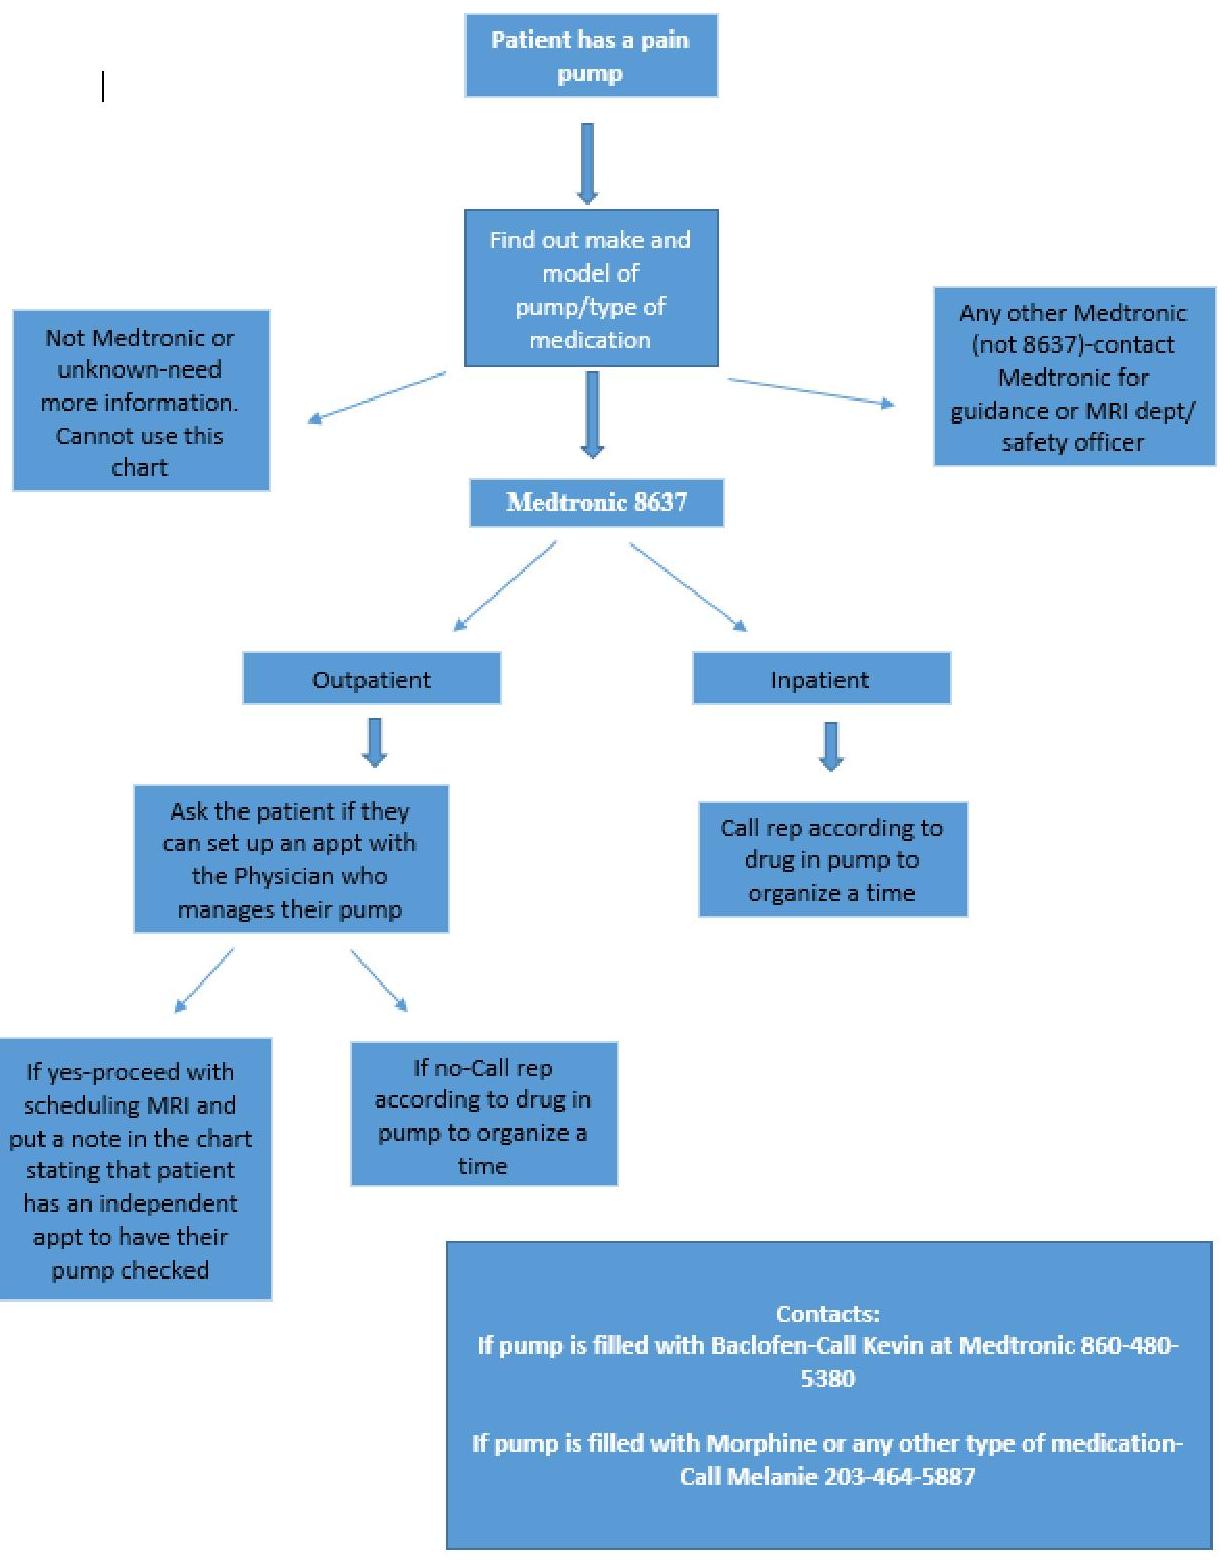 Patient has a pain
pump
Find out make and
model of
pump/type of
medication
Not Medtronic or
unknown-need
more information.
Cannot use this
chart
Any other Medtronic
(not 8637)-contact
Medtronic for
guidance or MRI dept/
safety officer
Medtronic 8637
Outpatient
Inpatient
Ask the patient if they
can set up an appt with
the Physician who
manages their pump
Call rep according to
drug in pump to
organize a time
If yes-proceed with
scheduling MRI and
put a note in the chart
stating that patient
has an independent
appt to have their
pump checked
If no-Call rep
according to drug in
pump to organize a
time
Contacts:
If pump is filled with Baclofen-Call Kevin at Medtronic 860-480-
5380
If pump is filled with Morphine or any other type of medication-
Call Melanie 203-464-5887